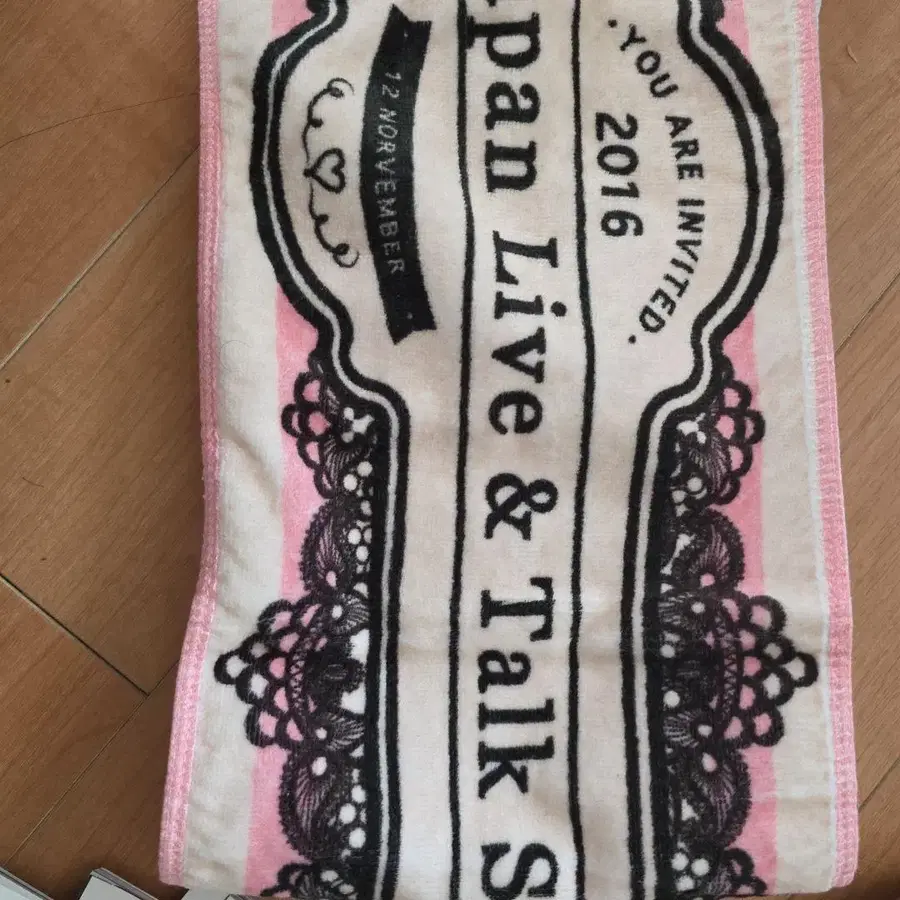 . YOU ARE INVITED .
2016
pan Live & Talk S
12 NORVEMBER